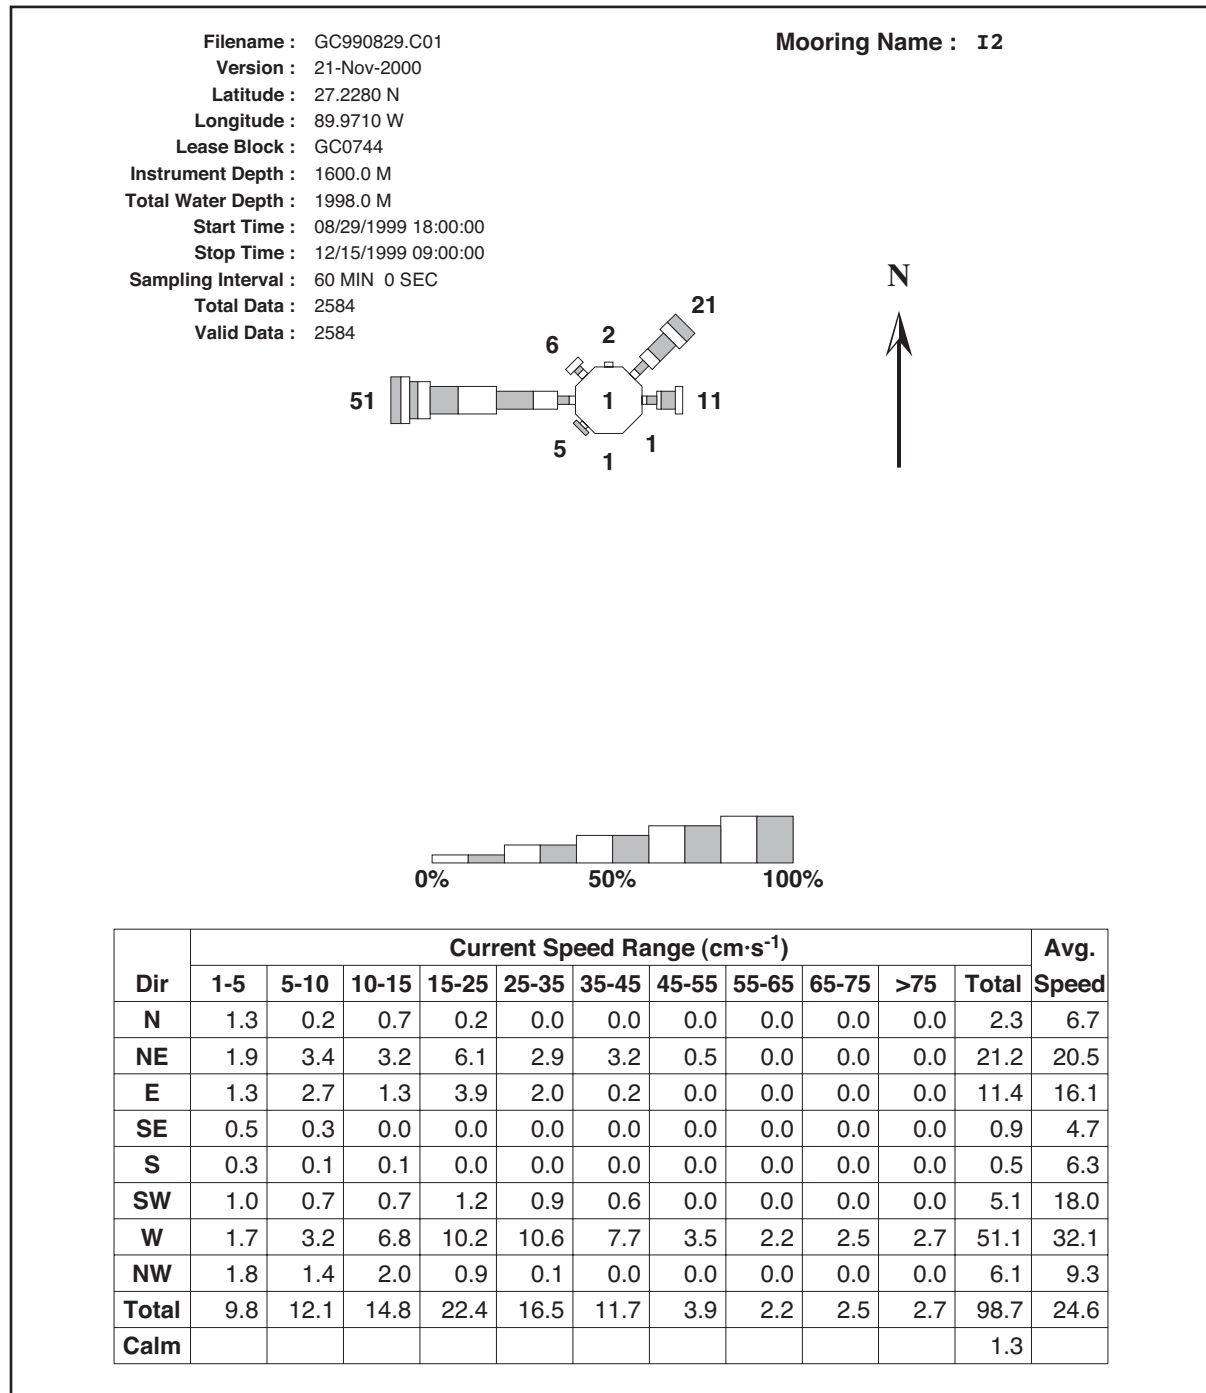 Filename : GC990829.C01
Mooring Name : I2
Version : 21-Nov-2000
Latitude : 27.2280 N
Longitude : 89.9710 W
Lease Block : GC0744
Instrument Depth : 1600.0 M
Total Water Depth : 1998.0 M
Start Time : 08/29/1999 18:00:00
Stop Time : 12/15/1999 09:00:00
Sampling Interval : 60 MIN 0 SEC
Total Data : 2584
Valid Data : 2584
N
21
2
6
51
1
11
5
1
1
0% 50% 100%
Current Speed Range (cm·s-1) Avg.
Dir 1-5 5-10 10-15 15-25 25-35 35-45 45-55 55-65 65-75 >75 Total Speed
N 1.3 0.2 0.7 0.2 0.0 0.0 0.0 0.0 0.0 0.0 2.3 6.7
NE 1.9 3.4 3.2 6.1 2.9 3.2 0.5 0.0 0.0 0.0 21.2 20.5
E 1.3 2.7 1.3 3.9 2.0 0.2 0.0 0.0 0.0 0.0 11.4 16.1
SE 0.5 0.3 0.0 0.0 0.0 0.0 0.0 0.0 0.0 0.0 0.9 4.7
S 0.3 0.1 0.1 0.0 0.0 0.0 0.0 0.0 0.0 0.0 0.5 6.3
SW 1.0 0.7 0.7 1.2 0.9 0.6 0.0 0.0 0.0 0.0 5.1 18.0
W 1.7 3.2 6.8 10.2 10.6 7.7 3.5 2.2 2.5 2.7 51.1 32.1
NW 1.8 1.4 2.0 0.9 0.1 0.0 0.0 0.0 0.0 0.0 6.1 9.3
Total 9.8 12.1 14.8 22.4 16.5 11.7 3.9 2.2 2.5 2.7 98.7 24.6
Calm 1.3